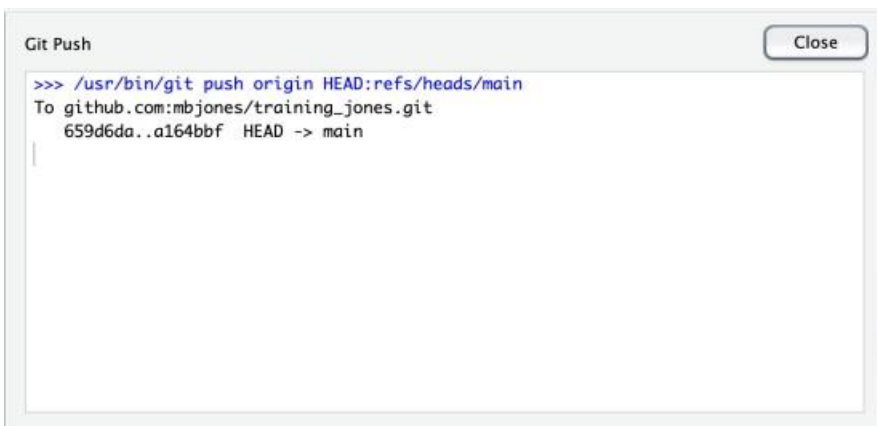 Git Push
Close
>>> /usr/bin/git push origin HEAD:refs/heads/main
To github.com:mbjones/training_jones.git
   659d6da..a164bbf  HEAD -> main